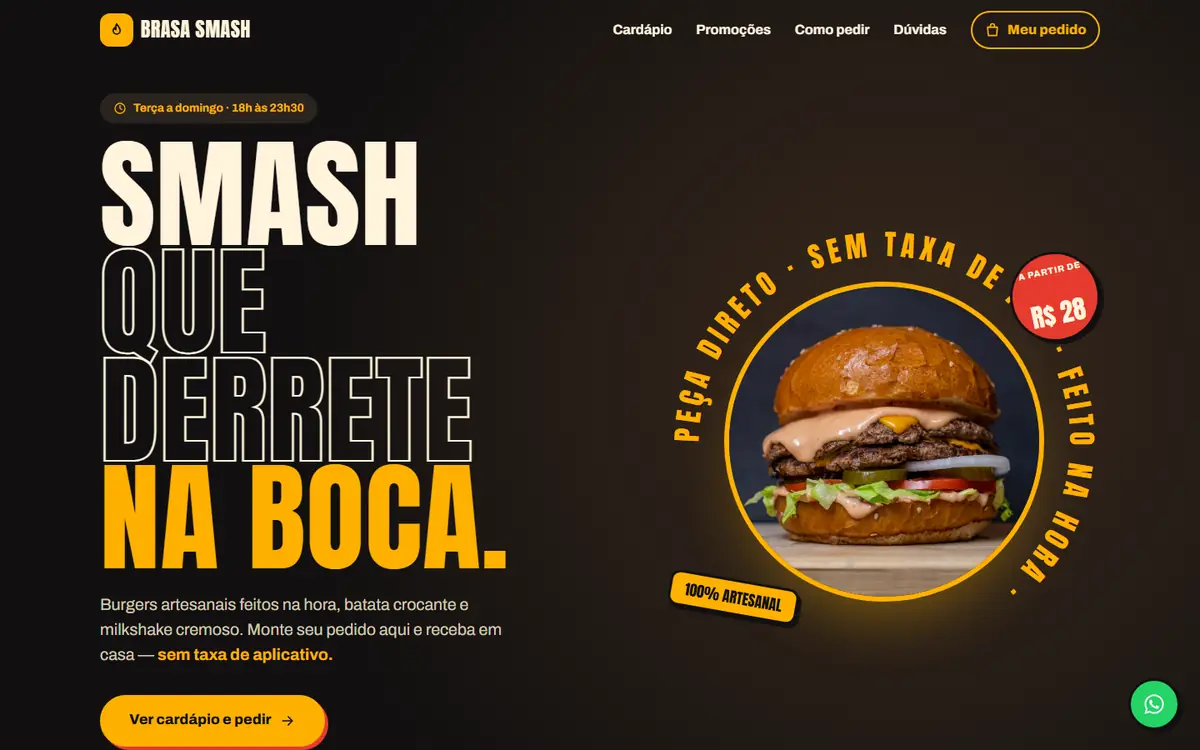 BRASA SMASH
Cardápio
Promoções
Como pedir
Dúvidas
Meu pedido
Terça a domingo · 18h às 23h30
SMASH
QUE
DERRETE
NA BOCA.
Burgers artesanais feitos na hora, batata crocante e
milkshake cremoso. Monte seu pedido aqui e receba em
casa — sem taxa de aplicativo.
Ver cardápio e pedir →
PEÇA DIRETO · SEM TAXA DE
· FEITO NA HORA ·
A PARTIR DE
R$ 28
100% ARTESANAL